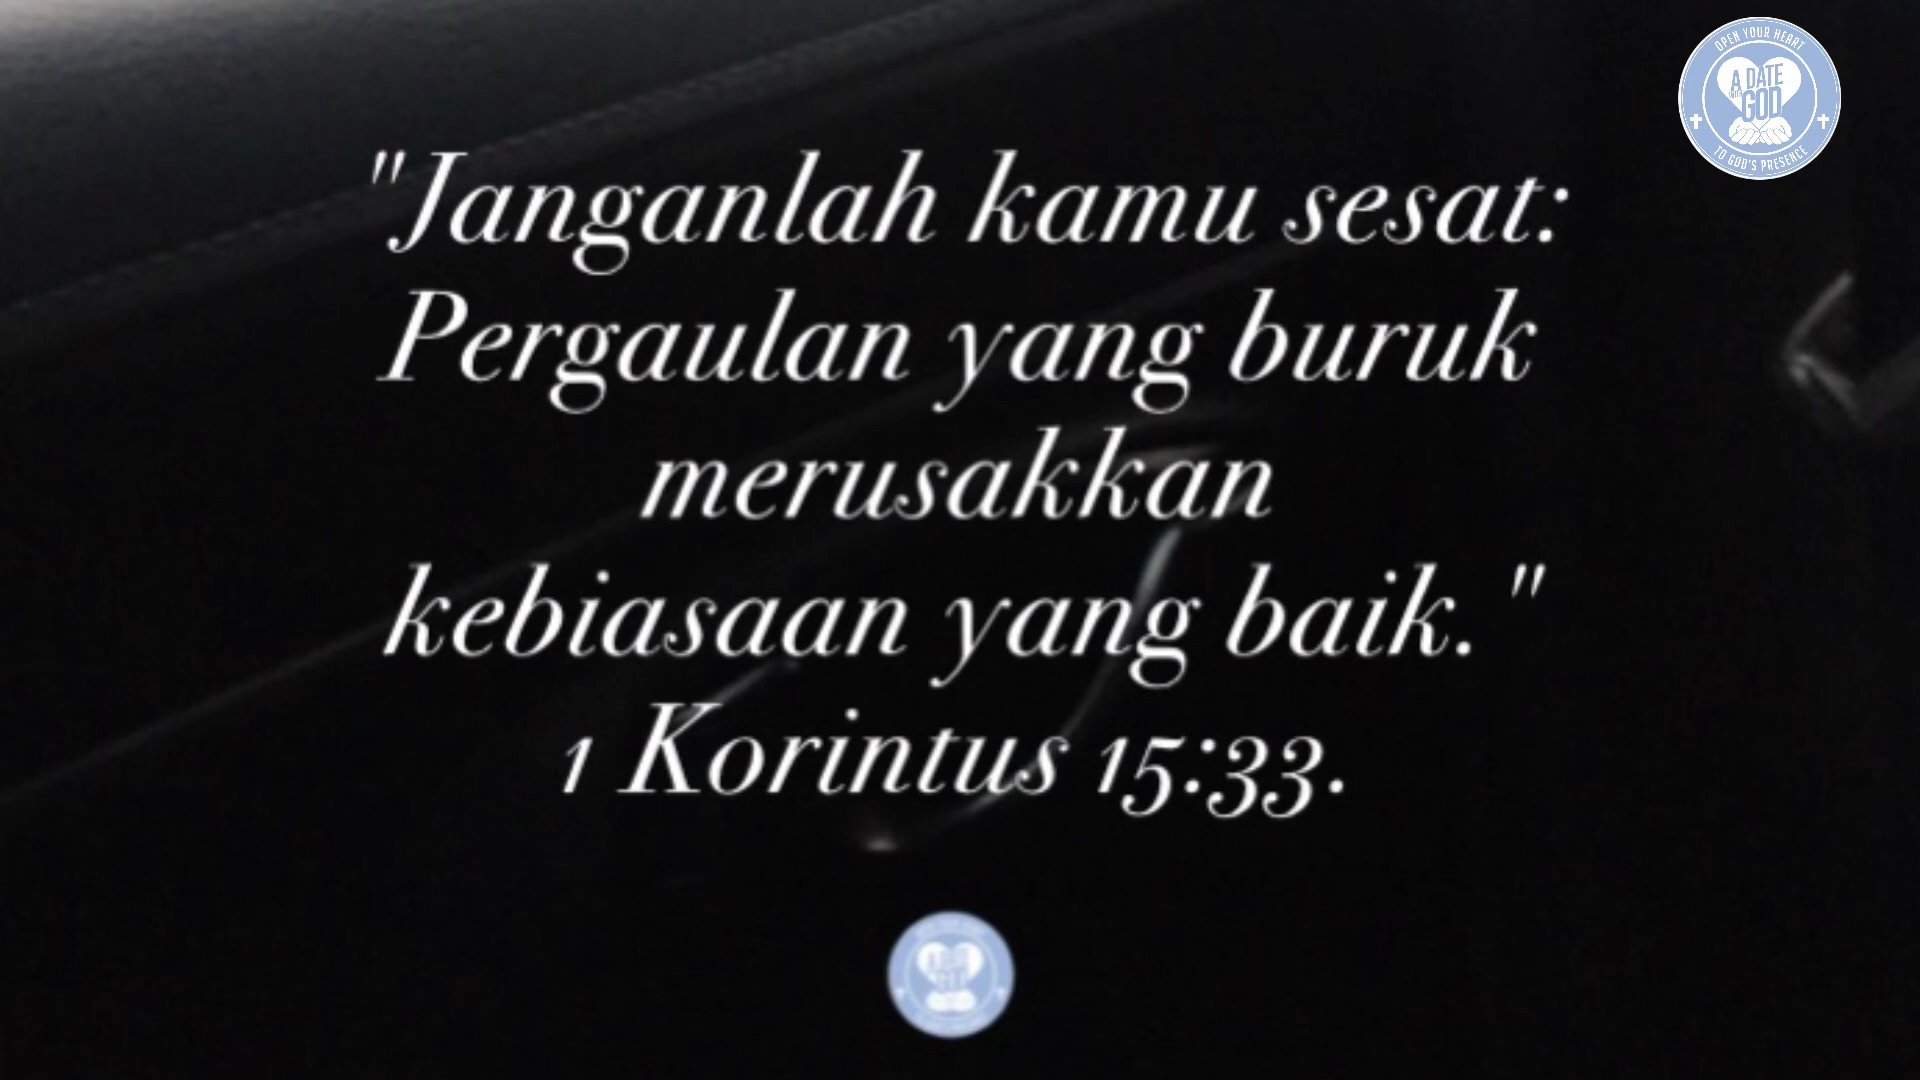 OPEN YOUR HEART
A DATE
WITH
GOD
TO GOD'S PRESENCE
"Janganlah kamu sesat:
Pergaulan yang buruk
merusakkan
kebiasaan yang baik."
1 Korintus 15:33.